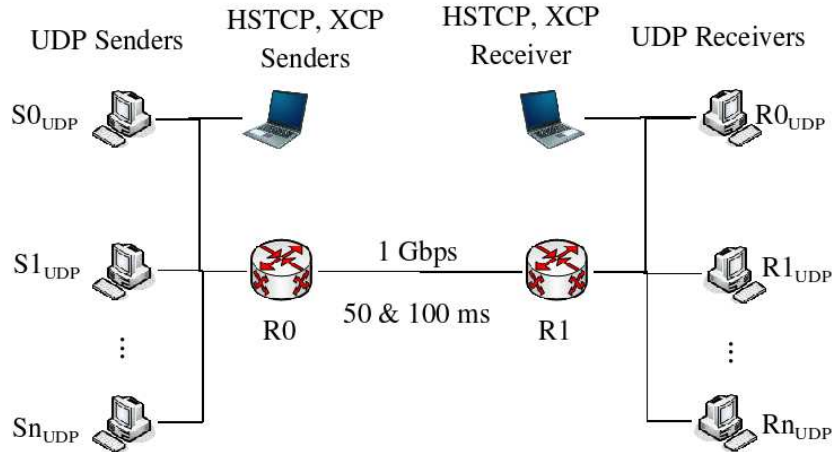 UDP Senders
HSTCP, XCP
Senders
HSTCP, XCP
Receiver
UDP Receivers
S0UDP
R0UDP
S1UDP
R0
1 Gbps
50 & 100 ms
R1
R1UDP
...
...
SnUDP
RnUDP